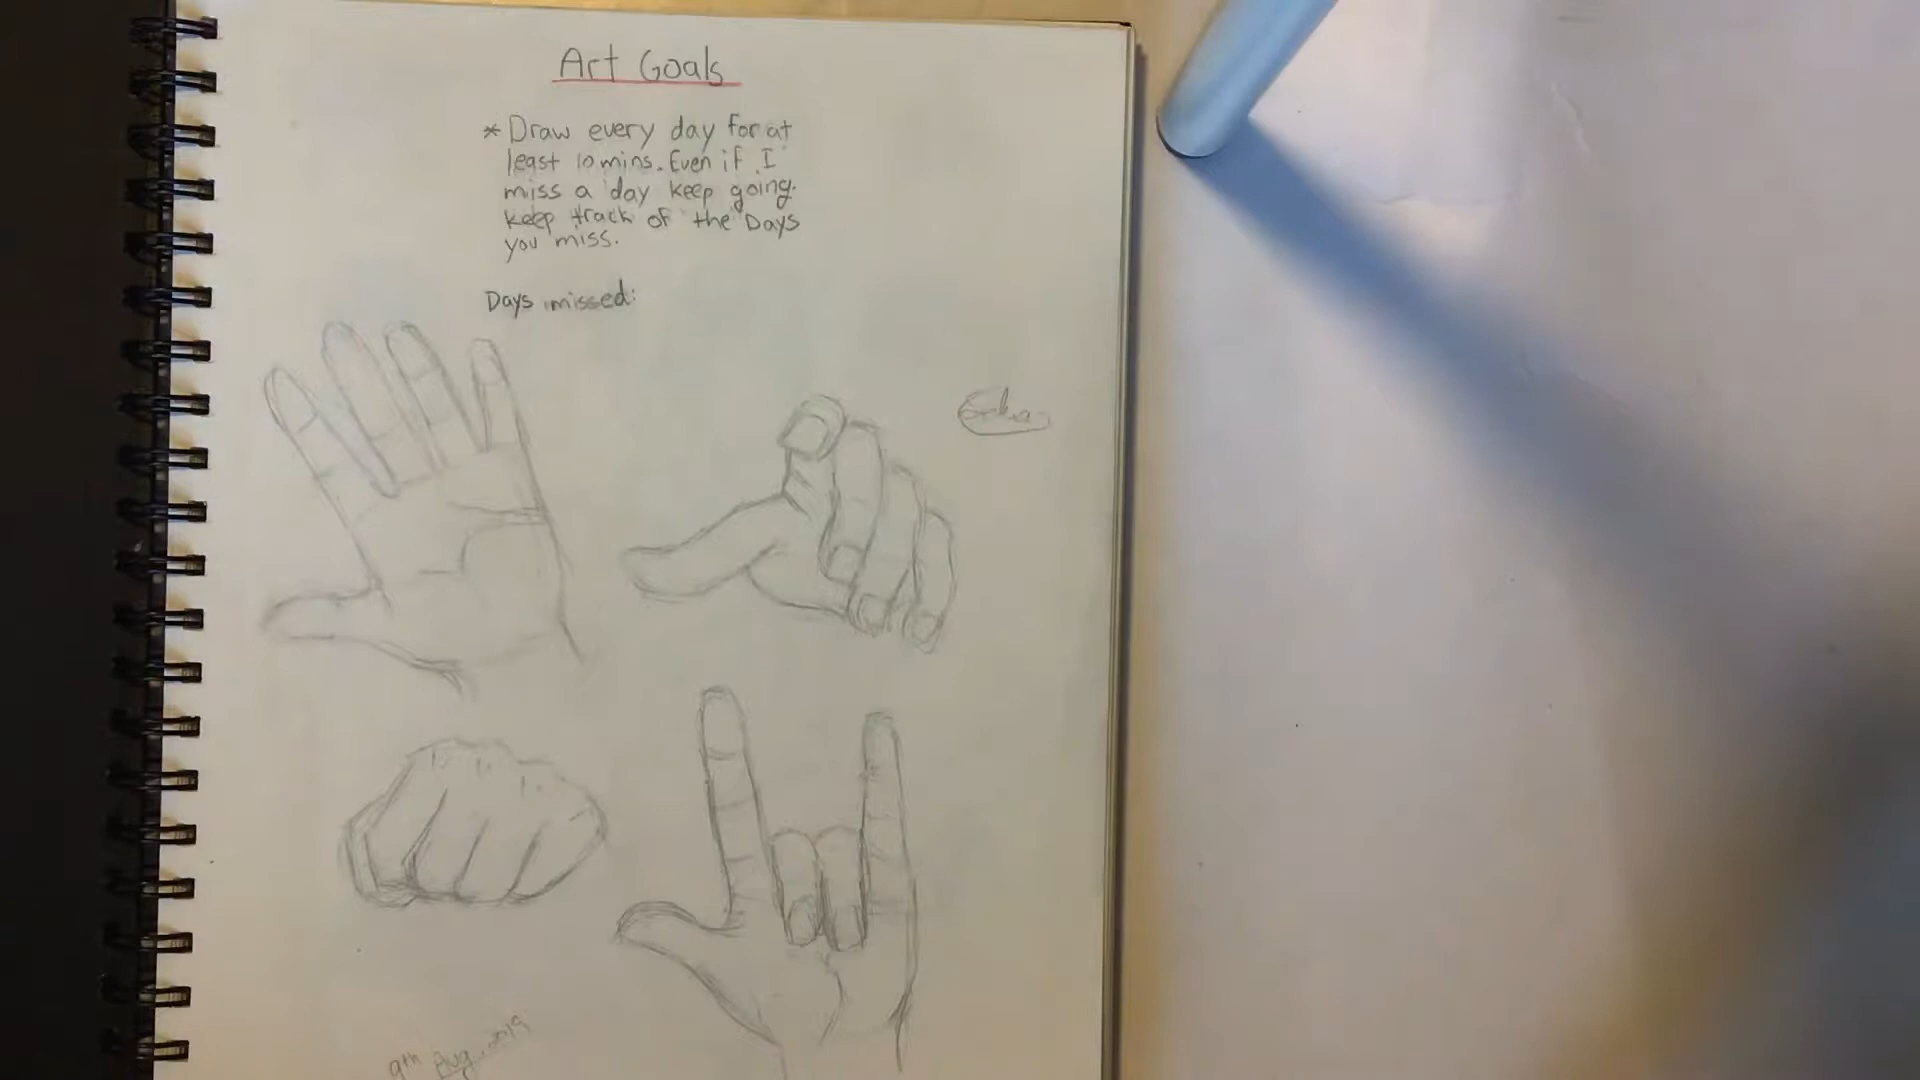 Art Goals
* Draw every day for at
least 10 mins. Even if I
miss a day keep going.
keep track of the Days
you miss.
Days missed:
9th Aug. 2019